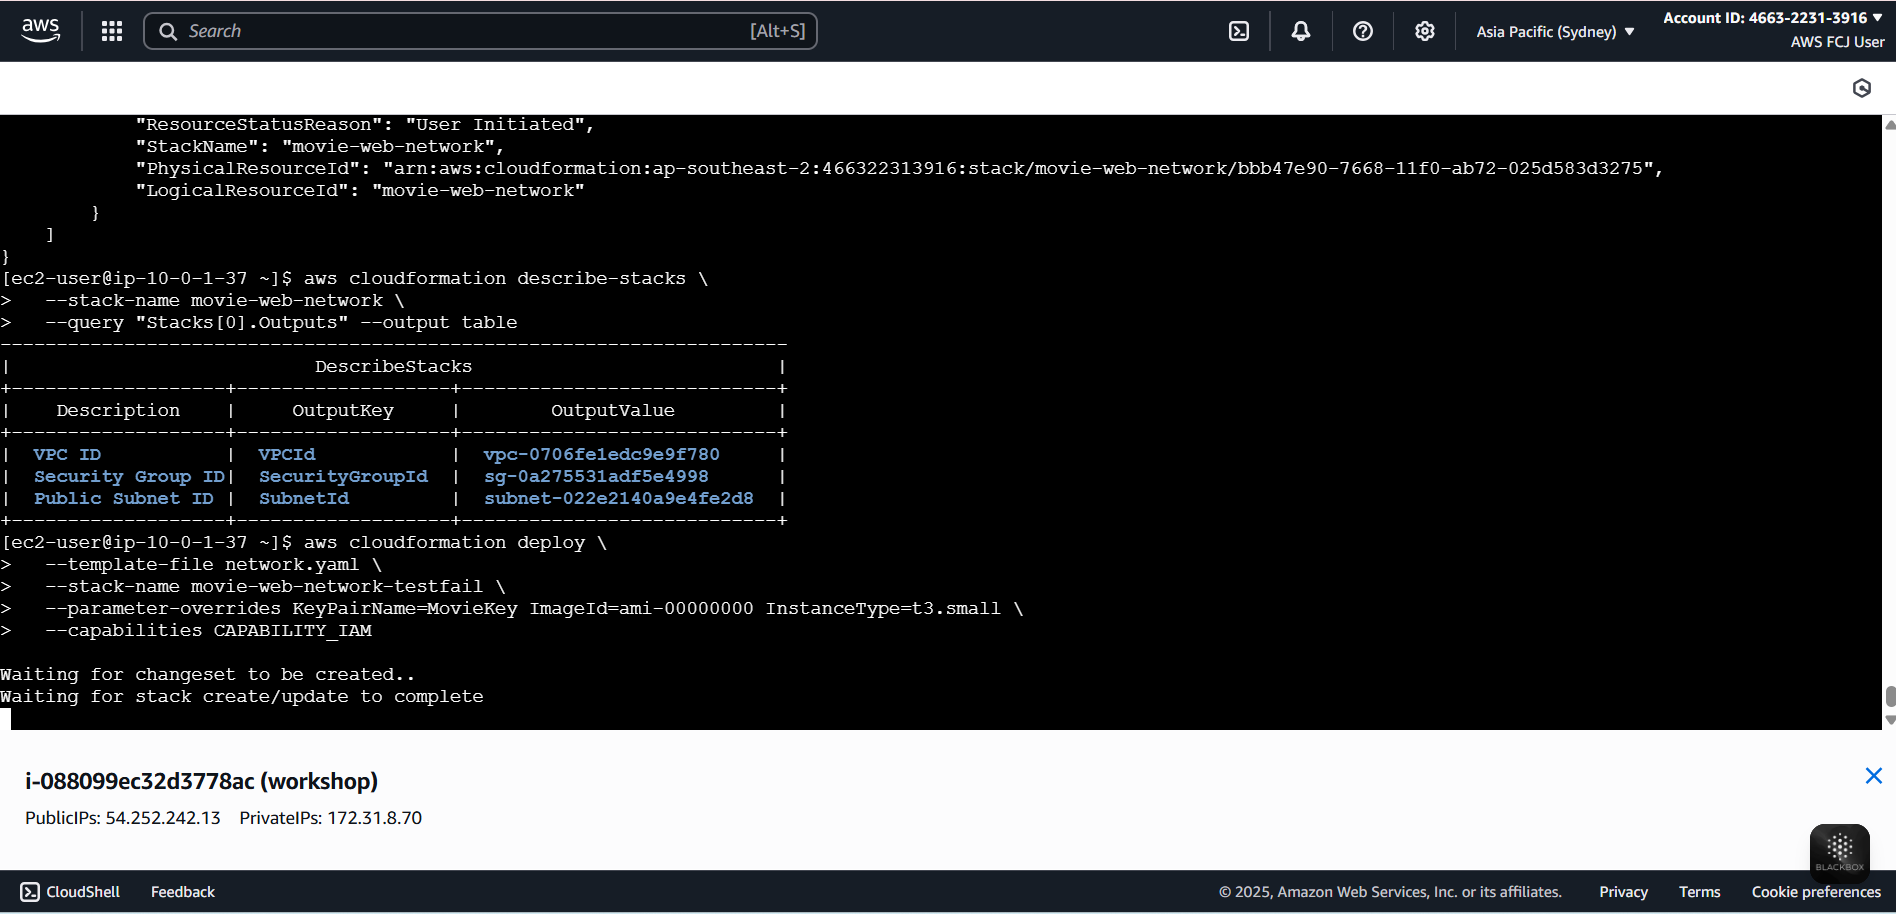 aws
Search [Alt+S]
Asia Pacific (Sydney) ▼
Account ID: 4663-2231-3916 ▼
AWS FCJ User
"ResourceStatusReason": "User Initiated",
"StackName": "movie-web-network",
"PhysicalResourceId": "arn:aws:cloudformation:ap-southeast-2:466322313916:stack/movie-web-network/bbb47e90-7668-11f0-ab72-025d583d3275",
"LogicalResourceId": "movie-web-network"
}
]
}
[ec2-user@ip-10-0-1-37 ~]$ aws cloudformation describe-stacks \
> --stack-name movie-web-network \
> --query "Stacks[0].Outputs" --output table
----------------------------------------------------------------------
| DescribeStacks |
+-------------------+-------------------+----------------------------+
| Description | OutputKey | OutputValue |
+-------------------+-------------------+----------------------------+
| VPC ID | VPCId | vpc-0706fe1edc9e9f780 |
| Security Group ID| SecurityGroupId | sg-0a275531adf5e4998 |
| Public Subnet ID | SubnetId | subnet-022e2140a9e4fe2d8 |
+-------------------+-------------------+----------------------------+
[ec2-user@ip-10-0-1-37 ~]$ aws cloudformation deploy \
> --template-file network.yaml \
> --stack-name movie-web-network-testfail \
> --parameter-overrides KeyPairName=MovieKey ImageId=ami-00000000 InstanceType=t3.small \
> --capabilities CAPABILITY_IAM
Waiting for changeset to be created..
Waiting for stack create/update to complete
i-088099ec32d3778ac (workshop)
PublicIPs: 54.252.242.13 PrivateIPs: 172.31.8.70
BLACKBOX
CloudShell Feedback © 2025, Amazon Web Services, Inc. or its affiliates. Privacy Terms Cookie preferences